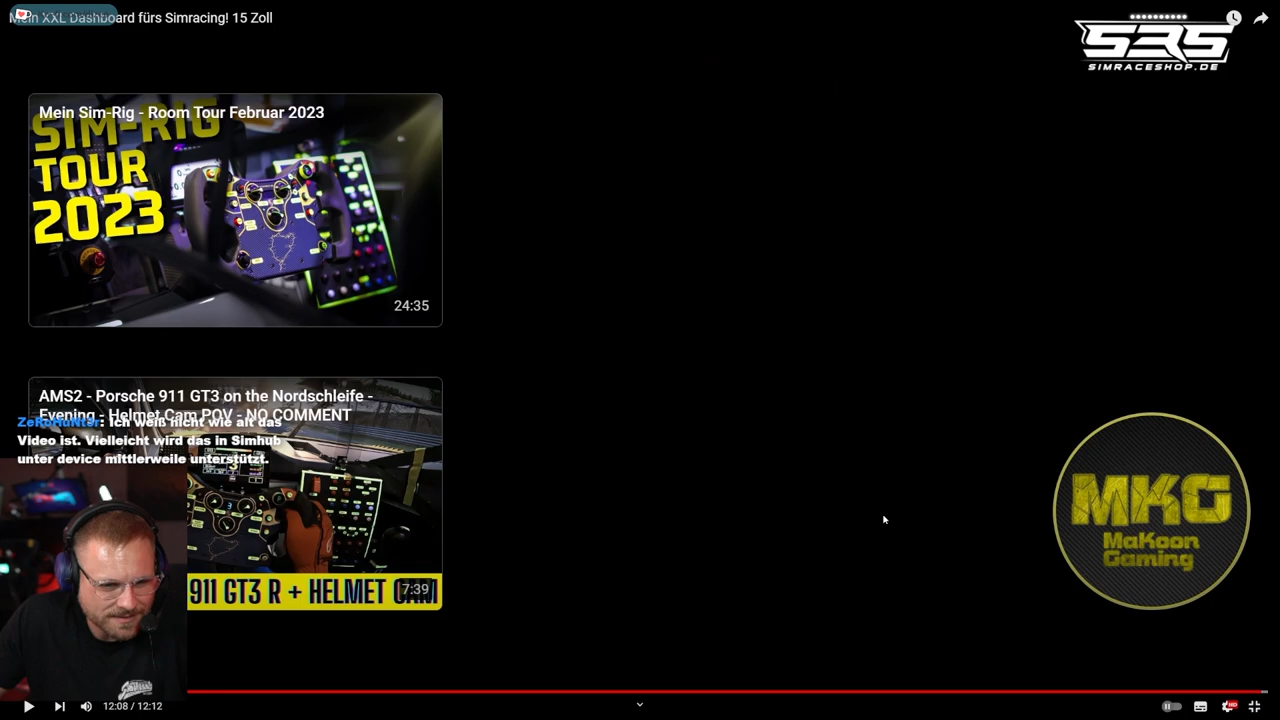 Mein XXL Dashboard fürs Simracing! 15 Zoll
SRS
SIMRACESHOP.DE
Mein Sim-Rig - Room Tour Februar 2023
SIM-RIG
TOUR
2023
24:35
AMS2 - Porsche 911 GT3 on the Nordschleife -
Evening - Helmet Cam POV - NO COMMENT
ZeRoHuNt3r: Ich weiß nicht wie alt das
Video ist. Vielleicht wird das in Simhub
unter device mittlerweile unterstützt.
911 GT3 R + HELMET CAM
7:39
MKG
MaKoon
Gaming
12:08 / 12:12
HD